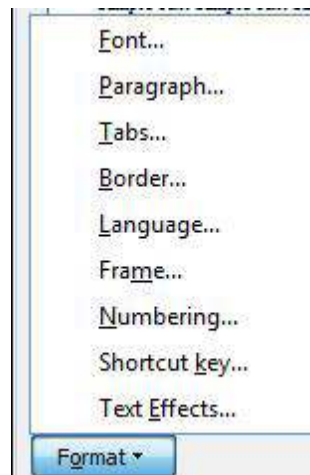 Font...
Paragraph...
Tabs...
Border...
Language...
Frame...
Numbering...
Shortcut key...
Text Effects...
Format